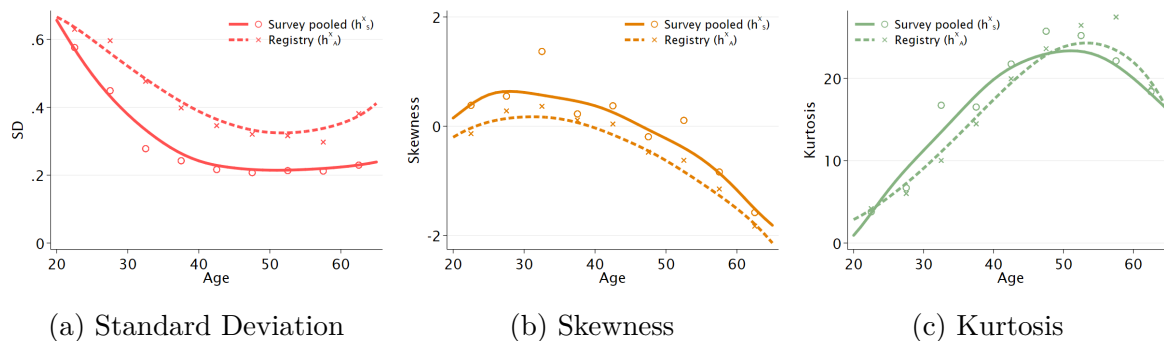 .6
.4
.2
0
SD
20
30
40
50
60
Age
Survey pooled (h^X_S)
Registry (h^X_A)
(a) Standard Deviation
2
0
-2
Skewness
20
30
40
50
60
Age
Survey pooled (h^X_S)
Registry (h^X_A)
(b) Skewness
20
10
0
Kurtosis
20
30
40
50
60
Age
Survey pooled (h^X_S)
Registry (h^X_A)
(c) Kurtosis